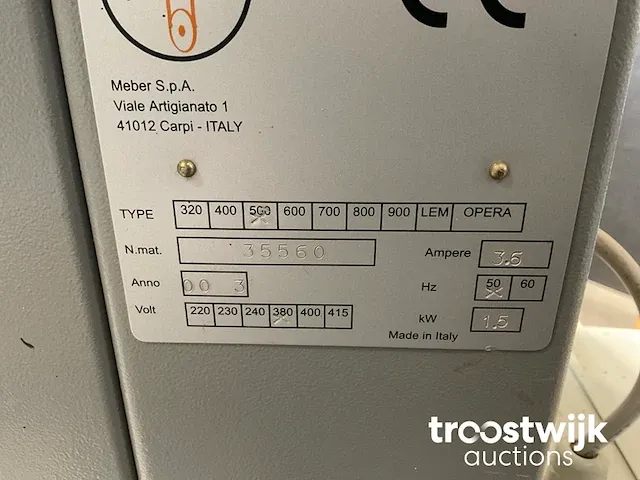 CE
Meber S.p.A.
Viale Artigianato 1
41012 Carpi - ITALY
TYPE 320 400 500 600 700 800 900 LEM OPERA
N.mat. 35560 Ampere 3.6
Anno 00 3 Hz 50 60
Volt 220 230 240 380 400 415 kW 1.5
Made in Italy
troostwijk
auctions